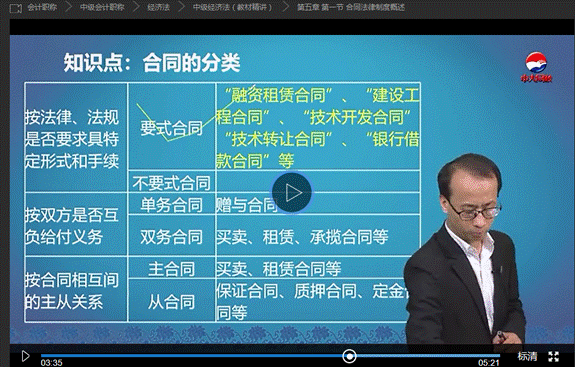 会计职称 > 中级会计职称 > 经济法 > 中级经济法（教材精讲） > 第五章 第一节 合同法律制度概述
知识点：合同的分类
按法律、法规
是否要求具特
定形式和手续
要式合同
“融资租赁合同”、“建设工
程合同”、“技术开发合同”
“技术转让合同”、“银行借
款合同”等
不要式合同
按双方是否互
负给付义务
单务合同
赠与合同
双务合同
买卖、租赁、承揽合同等
按合同相互间
的主从关系
主合同
买卖、租赁合同等
从合同
保证合同、质押合同、定金
同等
03:35
05:21
标清